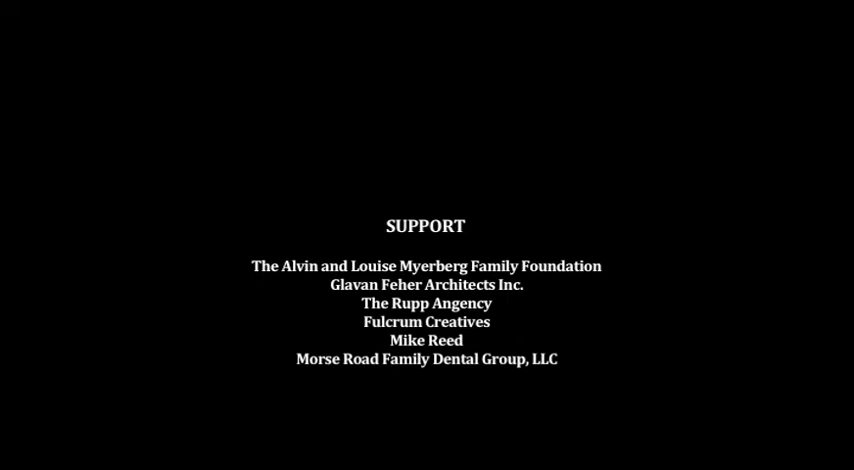 SUPPORT
The Alvin and Louise Myerberg Family Foundation
Glavan Feher Architects Inc.
The Rupp Angency
Fulcrum Creatives
Mike Reed
Morse Road Family Dental Group, LLC